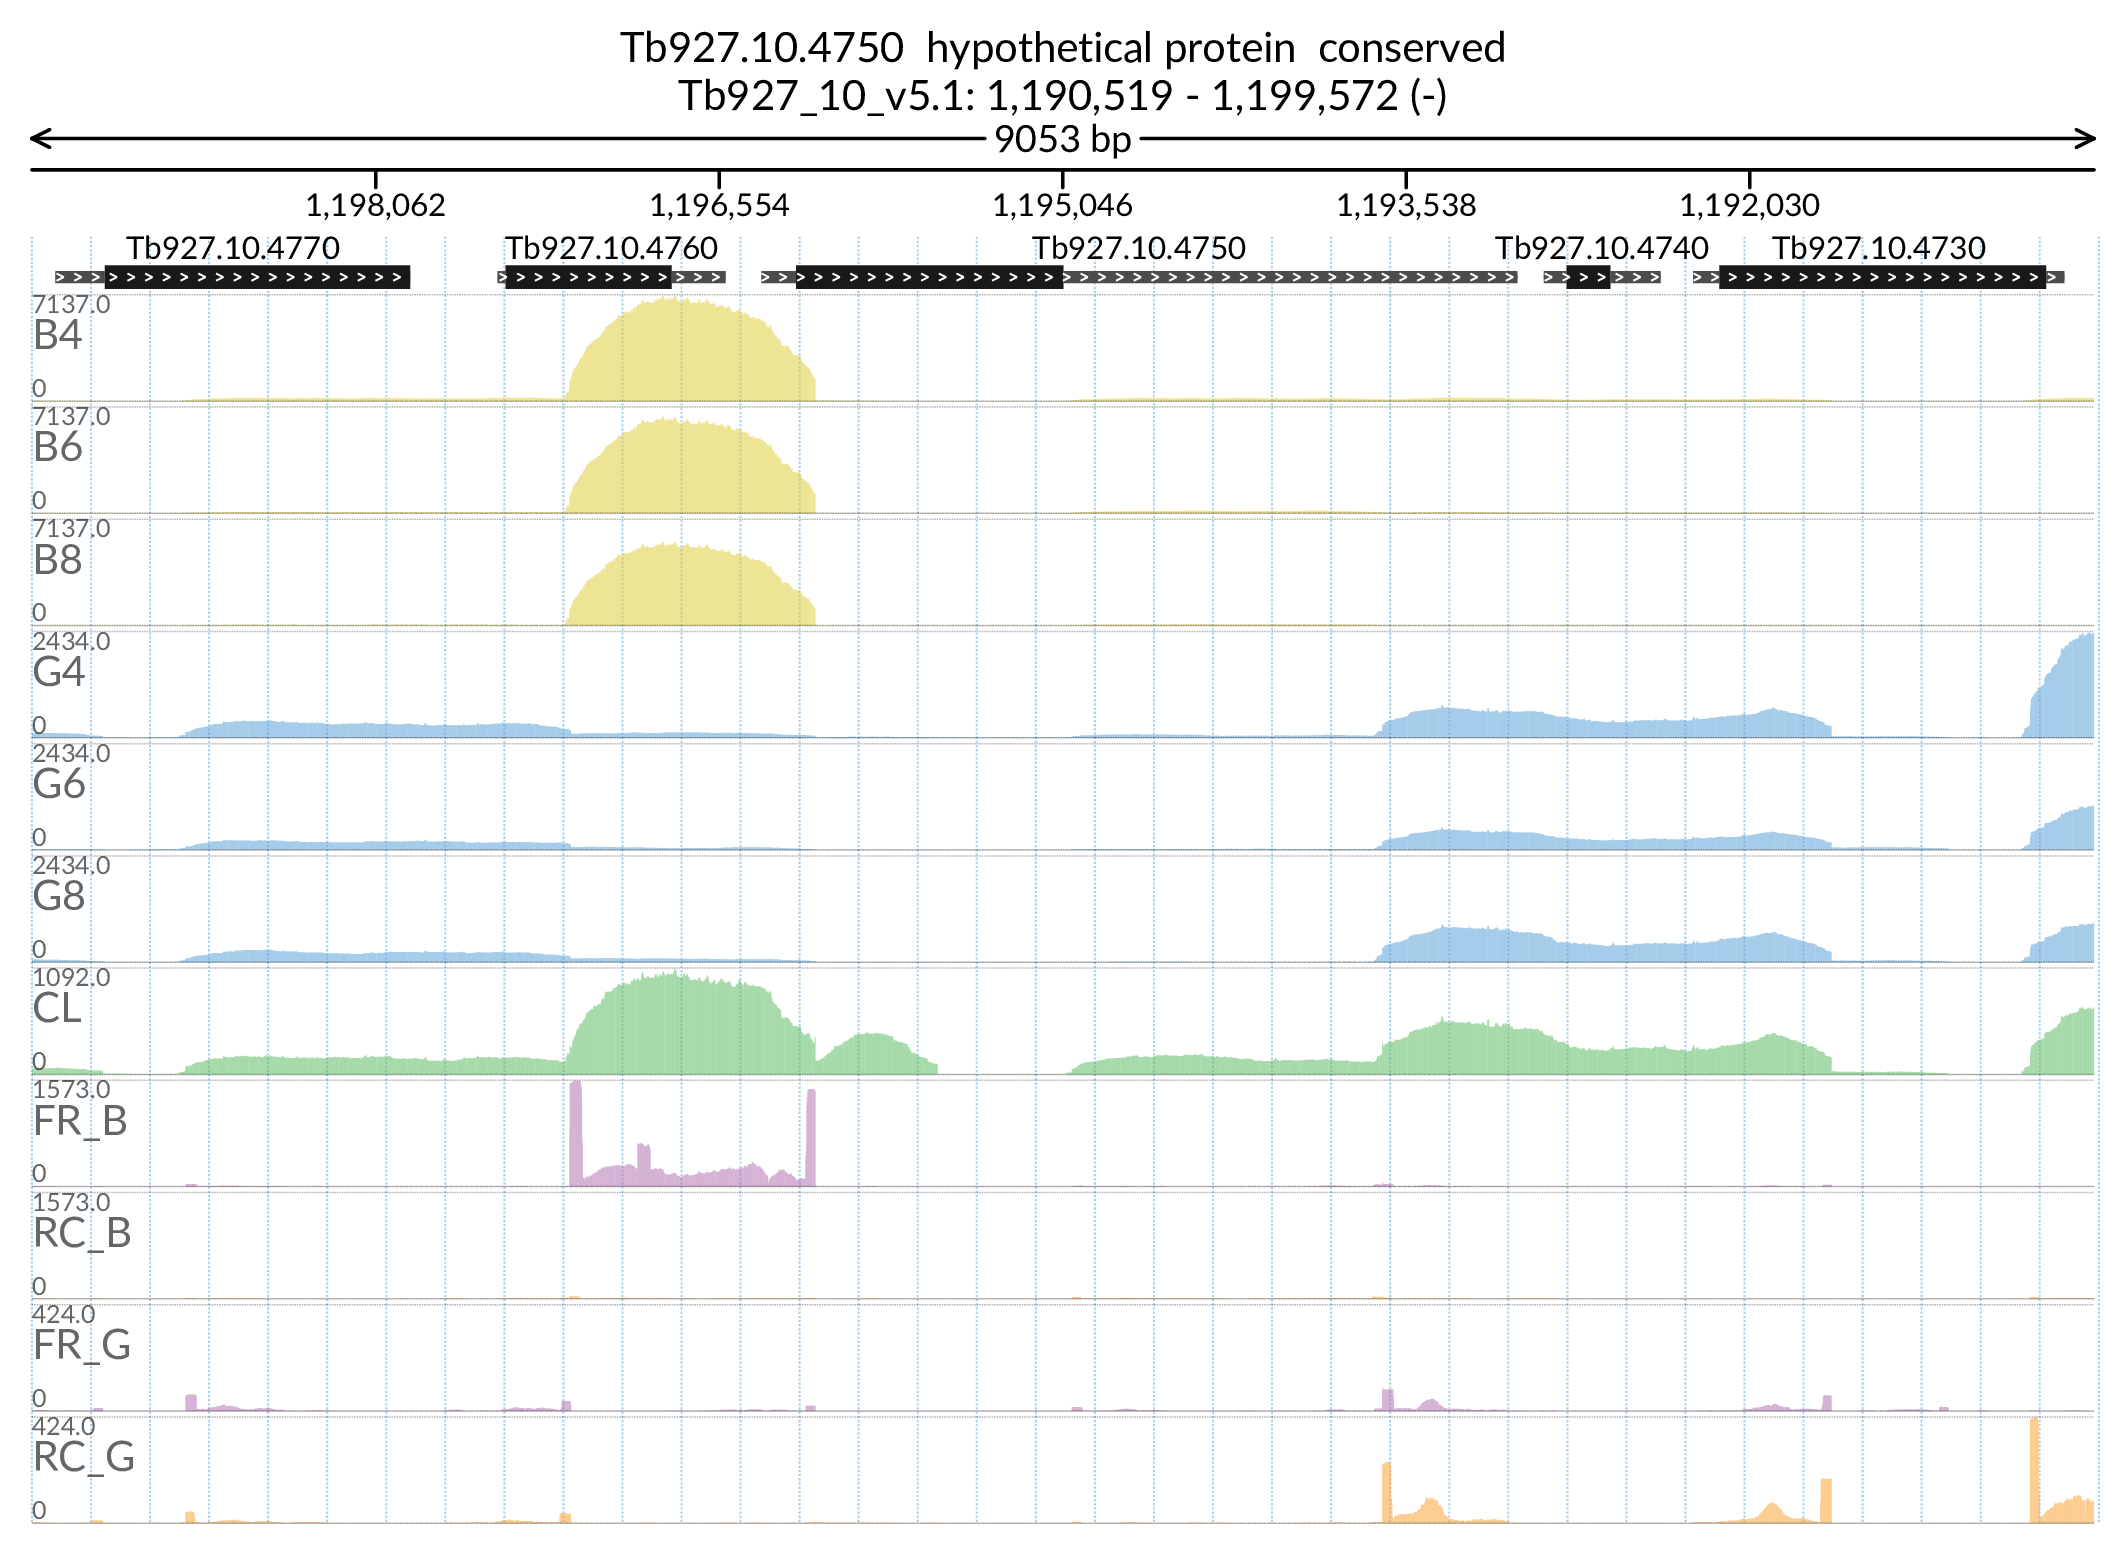 Tb927.10.4750 hypothetical protein conserved
Tb927_10_v5.1: 1,190,519 - 1,199,572 (-)
9053 bp
1,198,062 1,196,554 1,195,046 1,193,538 1,192,030
Tb927.10.4770 Tb927.10.4760 Tb927.10.4750 Tb927.10.4740 Tb927.10.4730
7137.0
B4
0
7137.0
B6
0
7137.0
B8
0
2434.0
G4
0
2434.0
G6
0
2434.0
G8
0
1092.0
CL
0
1573.0
FR_B
0
1573.0
RC_B
0
424.0
FR_G
0
424.0
RC_G
0